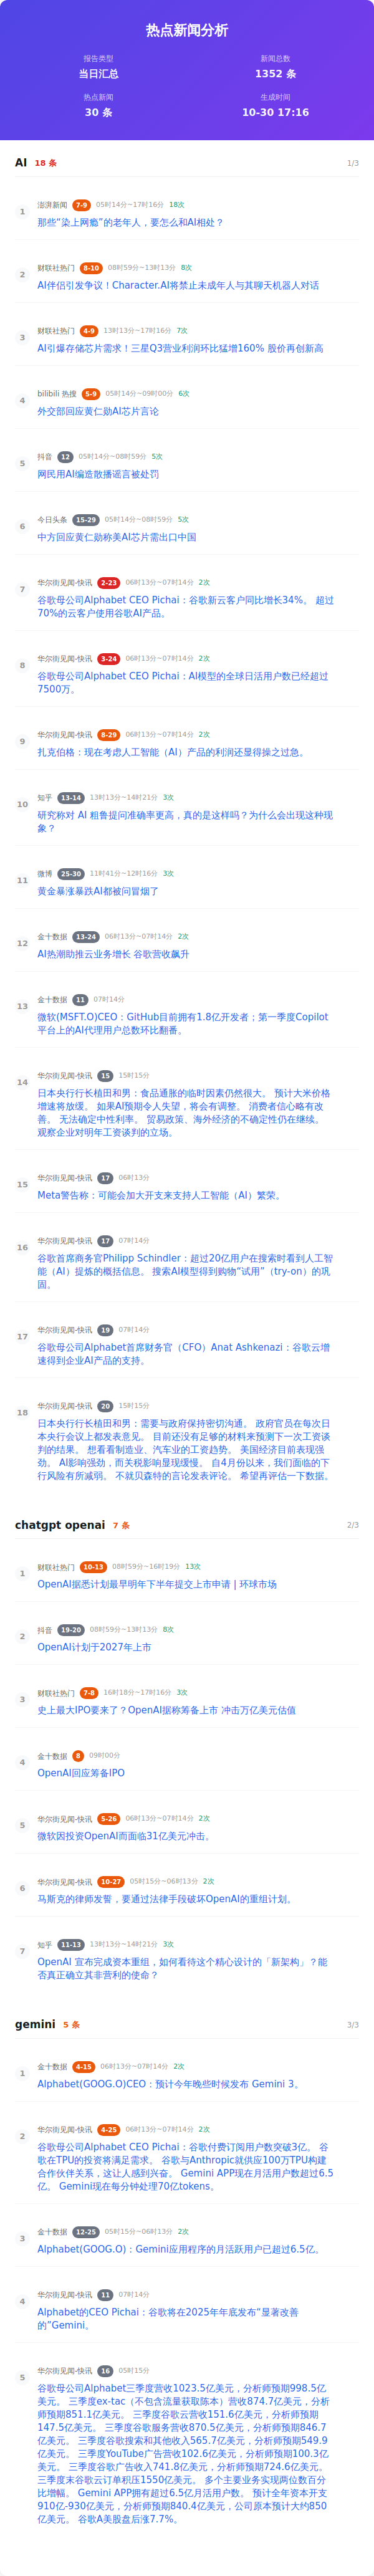 热点新闻分析
报告类型
当日汇总
新闻总数
1352 条
热点新闻
30 条
生成时间
10-30 17:16
AI 18 条 1/3
1
澎湃新闻 7-9 05时14分~17时16分 18次
那些“染上网瘾”的老年人，要怎么和AI相处？
2
财联社热门 8-10 08时59分~13时13分 8次
AI伴侣引发争议！Character.AI将禁止未成年人与其聊天机器人对话
3
财联社热门 4-9 13时13分~17时16分 7次
AI引爆存储芯片需求！三星Q3营业利润环比猛增160% 股价再创新高
4
bilibili 热搜 5-9 05时14分~09时00分 6次
外交部回应黄仁勋AI芯片言论
5
抖音 12 05时14分~08时59分 5次
网民用AI编造散播谣言被处罚
6
今日头条 15-29 05时14分~08时59分 5次
中方回应黄仁勋称美AI芯片需出口中国
7
华尔街见闻-快讯 2-23 06时13分~07时14分 2次
谷歌母公司Alphabet CEO Pichai：谷歌新云客户同比增长34%。 超过
70%的云客户使用谷歌AI产品。
8
华尔街见闻-快讯 3-24 06时13分~07时14分 2次
谷歌母公司Alphabet CEO Pichai：AI模型的全球日活用户数已经超过
7500万。
9
华尔街见闻-快讯 8-29 06时13分~07时14分 2次
扎克伯格：现在考虑人工智能（AI）产品的利润还显得操之过急。
10
知乎 13-14 13时13分~14时21分 3次
研究称对 AI 粗鲁提问准确率更高，真的是这样吗？为什么会出现这种现
象？
11
微博 25-30 11时41分~12时16分 3次
黄金暴涨暴跌AI都被问冒烟了
12
金十数据 13-24 06时13分~07时14分 2次
AI热潮助推云业务增长 谷歌营收飙升
13
金十数据 11 07时14分
微软(MSFT.O)CEO：GitHub目前拥有1.8亿开发者；第一季度Copilot
平台上的AI代理用户总数环比翻番。
14
华尔街见闻-快讯 15 15时15分
日本央行行长植田和男：食品通胀的临时因素仍然很大。 预计大米价格
增速将放缓。 如果AI预期令人失望，将会有调整。 消费者信心略有改
善。 无法确定中性利率。 贸易政策、海外经济的不确定性仍在继续。
观察企业对明年工资谈判的立场。
15
华尔街见闻-快讯 17 06时13分
Meta警告称：可能会加大开支来支持人工智能（AI）繁荣。
16
华尔街见闻-快讯 17 07时14分
谷歌首席商务官Philipp Schindler：超过20亿用户在搜索时看到人工智
能（AI）提炼的概括信息。 搜索AI模型得到购物“试用”（try-on）的巩
固。
17
华尔街见闻-快讯 19 07时14分
谷歌母公司Alphabet首席财务官（CFO）Anat Ashkenazi：谷歌云增
速得到企业AI产品的支持。
18
华尔街见闻-快讯 20 15时15分
日本央行行长植田和男：需要与政府保持密切沟通。 政府官员在每次日
本央行会议上都发表意见。 目前还没有足够的材料来预测下一次工资谈
判的结果。 想看看制造业、汽车业的工资趋势。 美国经济目前表现强
劲。 AI影响强劲，而关税影响显现缓慢。 自4月份以来，我们面临的下
行风险有所减弱。 不就贝森特的言论发表评论。 希望再评估一下数据。
chatgpt openai 7 条 2/3
1
财联社热门 10-13 08时59分~16时19分 13次
OpenAI据悉计划最早明年下半年提交上市申请 | 环球市场
2
抖音 19-20 08时59分~13时13分 8次
OpenAI计划于2027年上市
3
财联社热门 7-8 16时18分~17时16分 3次
史上最大IPO要来了？OpenAI据称筹备上市 冲击万亿美元估值
4
金十数据 8 09时00分
OpenAI回应筹备IPO
5
华尔街见闻-快讯 5-26 06时13分~07时14分 2次
微软因投资OpenAI而面临31亿美元冲击。
6
华尔街见闻-快讯 10-27 05时15分~06时13分 2次
马斯克的律师发誓，要通过法律手段破坏OpenAI的重组计划。
7
知乎 11-13 13时13分~14时21分 3次
OpenAI 宣布完成资本重组，如何看待这个精心设计的「新架构」？能
否真正确立其非营利的使命？
gemini 5 条 3/3
1
金十数据 4-15 06时13分~07时14分 2次
Alphabet(GOOG.O)CEO：预计今年晚些时候发布 Gemini 3。
2
华尔街见闻-快讯 4-25 06时13分~07时14分 2次
谷歌母公司Alphabet CEO Pichai：谷歌付费订阅用户数突破3亿。 谷
歌在TPU的投资将满足需求。 谷歌与Anthropic就供应100万TPU构建
合作伙伴关系，这让人感到兴奋。 Gemini APP现在月活用户数超过6.5
亿。 Gemini现在每分钟处理70亿tokens。
3
金十数据 12-25 05时15分~06时13分 2次
Alphabet(GOOG.O)：Gemini应用程序的月活跃用户已超过6.5亿。
4
华尔街见闻-快讯 11 07时14分
Alphabet的CEO Pichai：谷歌将在2025年年底发布“显著改善
的”Gemini。
5
华尔街见闻-快讯 16 05时15分
谷歌母公司Alphabet三季度营收1023.5亿美元，分析师预期998.5亿
美元。 三季度ex-tac（不包含流量获取陈本）营收874.7亿美元，分析
师预期851.1亿美元。 三季度谷歌云营收151.6亿美元，分析师预期
147.5亿美元。 三季度谷歌服务营收870.5亿美元，分析师预期846.7
亿美元。 三季度谷歌搜索和其他收入565.7亿美元，分析师预期549.9
亿美元。 三季度YouTube广告营收102.6亿美元，分析师预期100.3亿
美元。 三季度谷歌广告收入741.8亿美元，分析师预期724.6亿美元。
三季度末谷歌云订单积压1550亿美元。 多个主要业务实现两位数百分
比增幅。 Gemini APP拥有超过6.5亿月活用户数。 预计全年资本开支
910亿-930亿美元，分析师预期840.4亿美元，公司原本预计大约850
亿美元。 谷歌A美股盘后涨7.7%。